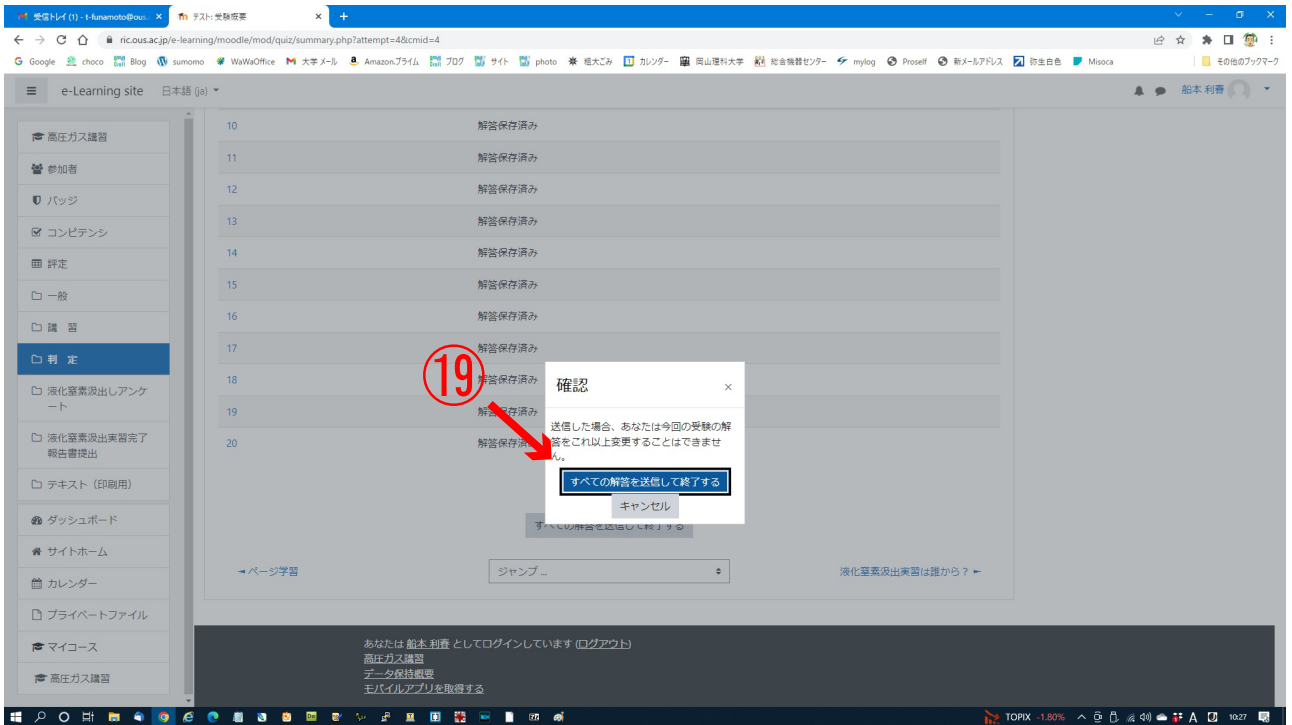 受信トレイ (1) - t-funamoto@ous.
テスト: 受験概要
ric.ous.ac.jp/e-learning/moodle/mod/quiz/summary.php?attempt=4&cmid=4
Google choco Blog sumomo WaWaOffice 大学メール Amazonプライム ブログ サイト photo 粗大ごみ カレンダー 岡山理科大学 総合機器センター mylog Proself 新メールアドレス 弥生白色 Misoca その他のブックマーク
e-Learning site 日本語 (ja) 船本 利春
高圧ガス講習
参加者
バッジ
コンピテンシ
評定
一般
講 習
判 定
液化窒素汲出しアンケ
ート
液化窒素汲出実習完了
報告書提出
テキスト（印刷用）
ダッシュボード
サイトホーム
カレンダー
プライベートファイル
マイコース
高圧ガス講習
10 解答保存済み
11 解答保存済み
12 解答保存済み
13 解答保存済み
14 解答保存済み
15 解答保存済み
16 解答保存済み
17 解答保存済み
18 解答保存済み
19 解答保存済み
20 解答保存済
⑲
確認 ×
送信した場合、あなたは今回の受験の解
答をこれ以上変更することはできませ
ん。
すべての解答を送信して終了する
キャンセル
すべての解答を送信して終了する
◄ ページ学習
ジャンプ ...
液化窒素汲出実習は誰から？ ►
あなたは 船本 利春 としてログインしています (ログアウト)
高圧ガス講習
データ保持概要
モバイルアプリを取得する
TOPIX -1.80% A 10:27